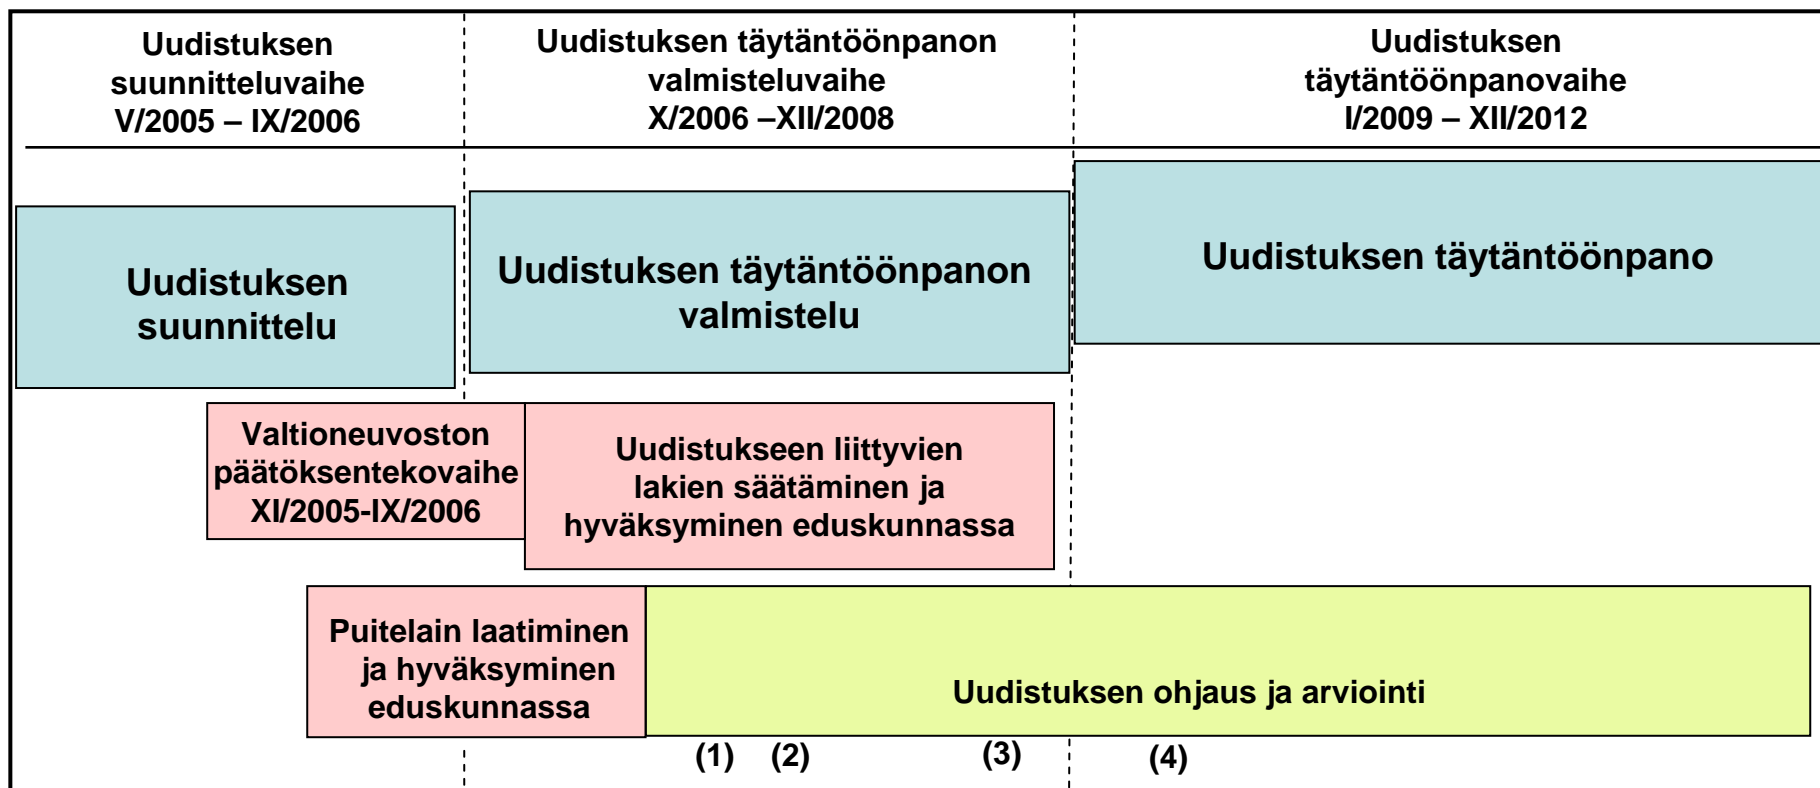 Uudistuksen
suunnitteluvaihe
V/2005 – IX/2006
Uudistuksen täytäntöönpanon
valmisteluvaihe
X/2006 –XII/2008
Uudistuksen
täytäntöönpanovaihe
I/2009 – XII/2012
Uudistuksen
suunnittelu
Uudistuksen täytäntöönpanon
valmistelu
Uudistuksen täytäntöönpano
Valtioneuvoston
päätöksentekovaihe
XI/2005-IX/2006
Uudistukseen liittyvien
lakien säätäminen ja
hyväksyminen eduskunnassa
Puitelain laatiminen
ja hyväksyminen
eduskunnassa
Uudistuksen ohjaus ja arviointi
(1) (2) (3) (4)